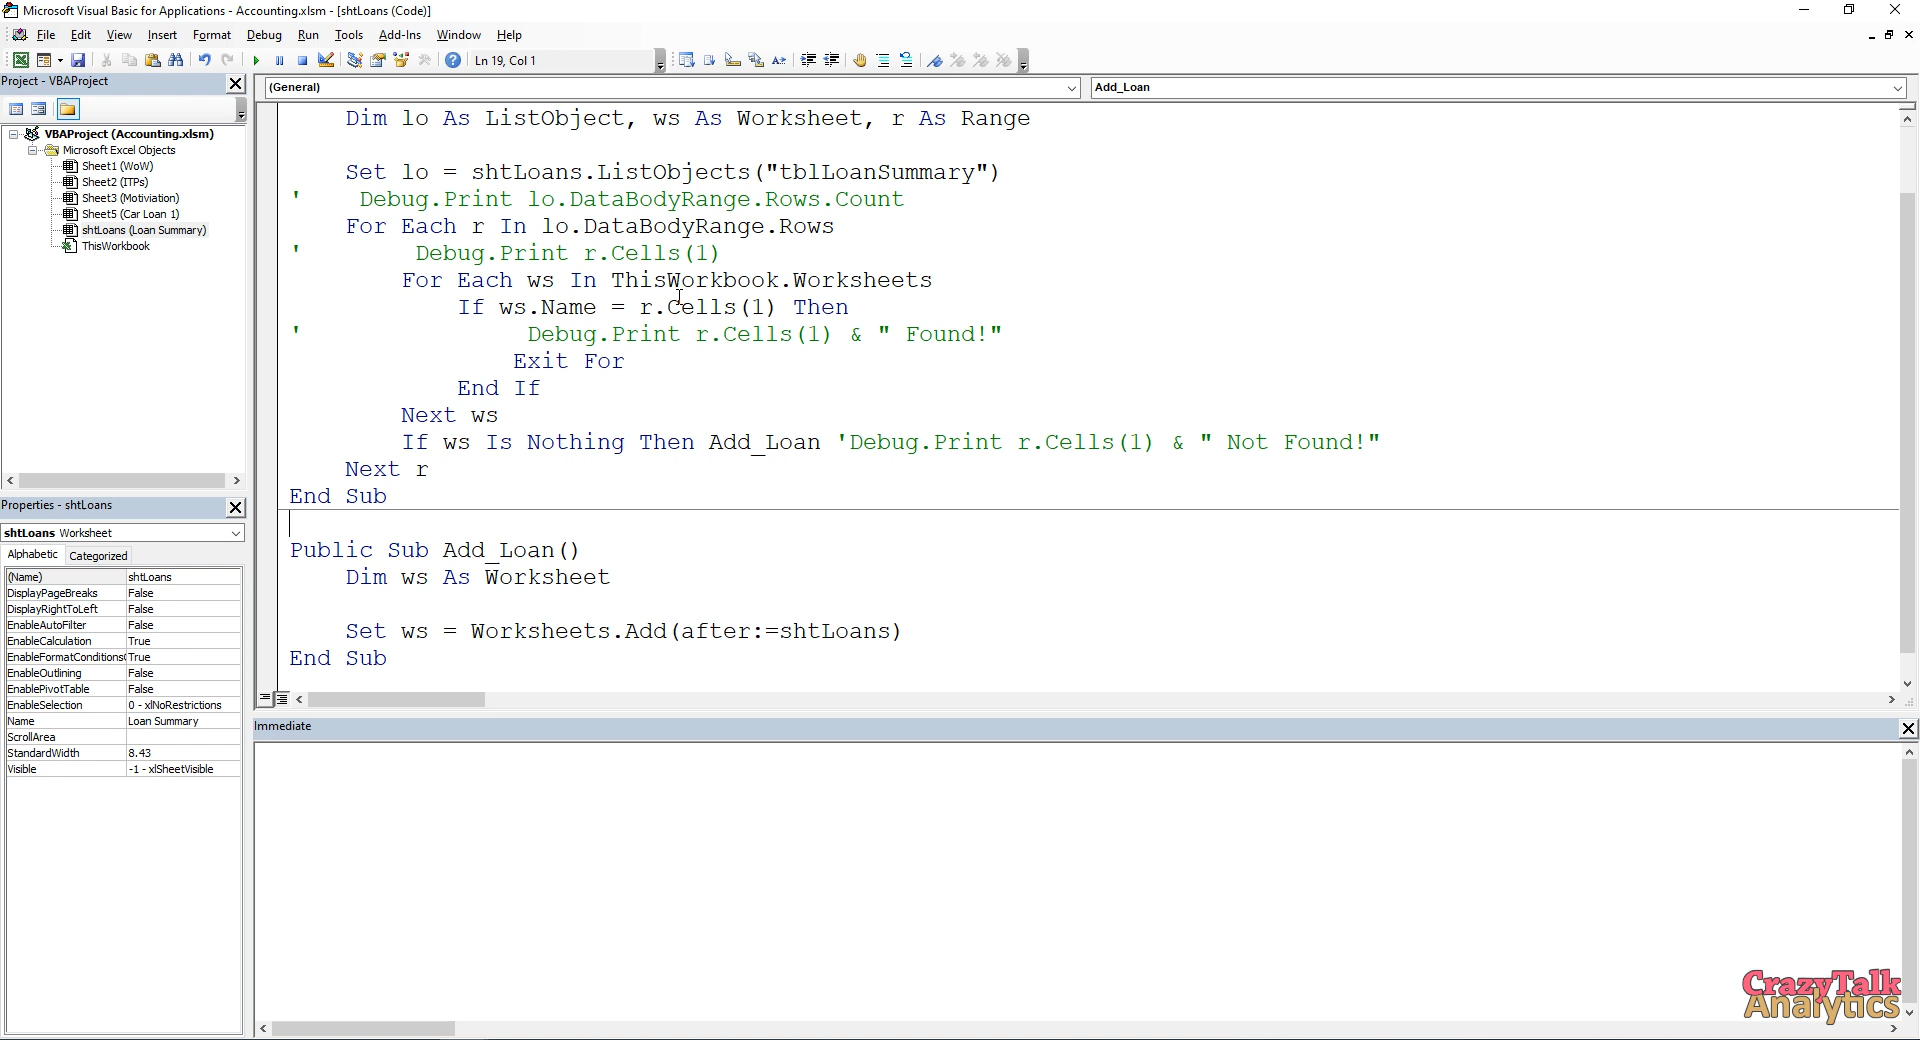 Microsoft Visual Basic for Applications - Accounting.xlsm - [shtLoans (Code)]
File Edit View Insert Format Debug Run Tools Add-Ins Window Help
Ln 19, Col 1
Project - VBAProject
VBAProject (Accounting.xlsm)
Microsoft Excel Objects
Sheet1 (WoW)
Sheet2 (ITPs)
Sheet3 (Motiviation)
Sheet5 (Car Loan 1)
shtLoans (Loan Summary)
ThisWorkbook
Properties - shtLoans
shtLoans Worksheet
Alphabetic Categorized
(Name) shtLoans
DisplayPageBreaks False
DisplayRightToLeft False
EnableAutoFilter False
EnableCalculation True
EnableFormatConditions( True
EnableOutlining False
EnablePivotTable False
EnableSelection 0 - xlNoRestrictions
Name Loan Summary
ScrollArea
StandardWidth 8.43
Visible -1 - xlSheetVisible
(General) Add_Loan
Dim lo As ListObject, ws As Worksheet, r As Range
Set lo = shtLoans.ListObjects("tblLoanSummary")
' Debug.Print lo.DataBodyRange.Rows.Count
For Each r In lo.DataBodyRange.Rows
' Debug.Print r.Cells(1)
For Each ws In ThisWorkbook.Worksheets
If ws.Name = r.Cells(1) Then
' Debug.Print r.Cells(1) & " Found!"
Exit For
End If
Next ws
If ws Is Nothing Then Add_Loan 'Debug.Print r.Cells(1) & " Not Found!"
Next r
End Sub
Public Sub Add_Loan()
Dim ws As Worksheet
Set ws = Worksheets.Add(after:=shtLoans)
End Sub
Immediate
CrazyTalk
Analytics